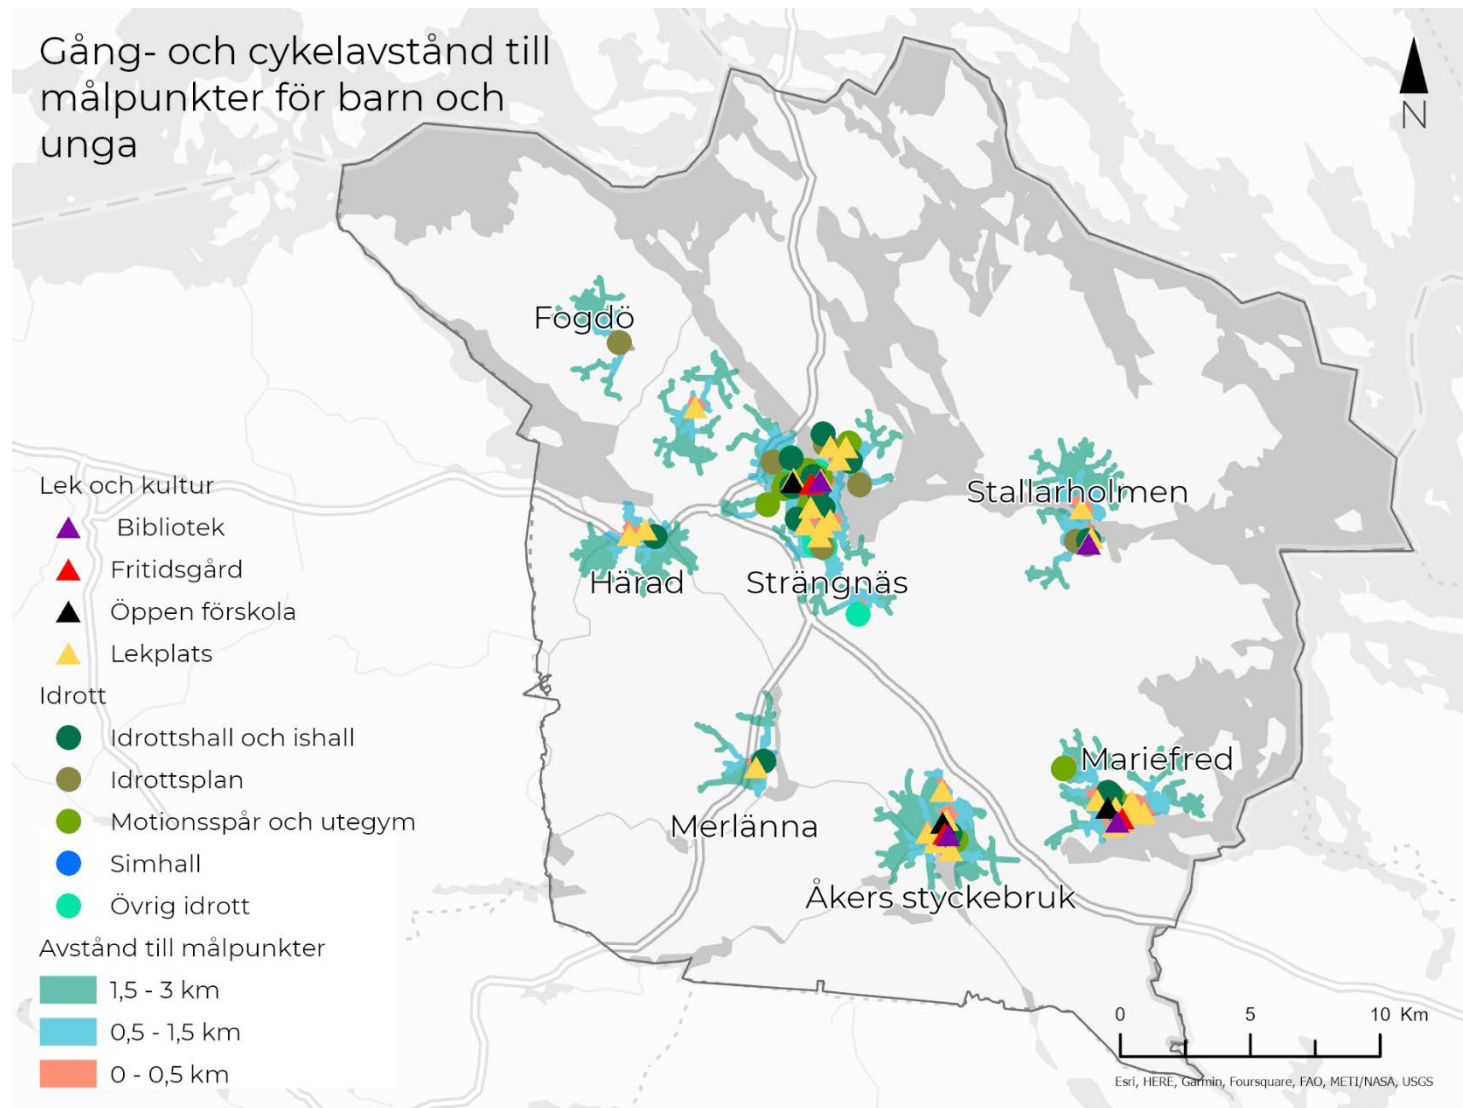 Gång- och cykelavstånd till
målpunkter för barn och
unga
N
Fogdö
Stallarholmen
Härad
Strängnäs
Mariefred
Merlänna
Åkers styckebruk
Lek och kultur
Bibliotek
Fritidsgård
Öppen förskola
Lekplats
Idrott
Idrottshall och ishall
Idrottsplan
Motionsspår och utegym
Simhall
Övrig idrott
Avstånd till målpunkter
1,5 - 3 km
0,5 - 1,5 km
0 - 0,5 km
0 5 10 Km
Esri, HERE, Garmin, Foursquare, FAO, METI/NASA, USGS